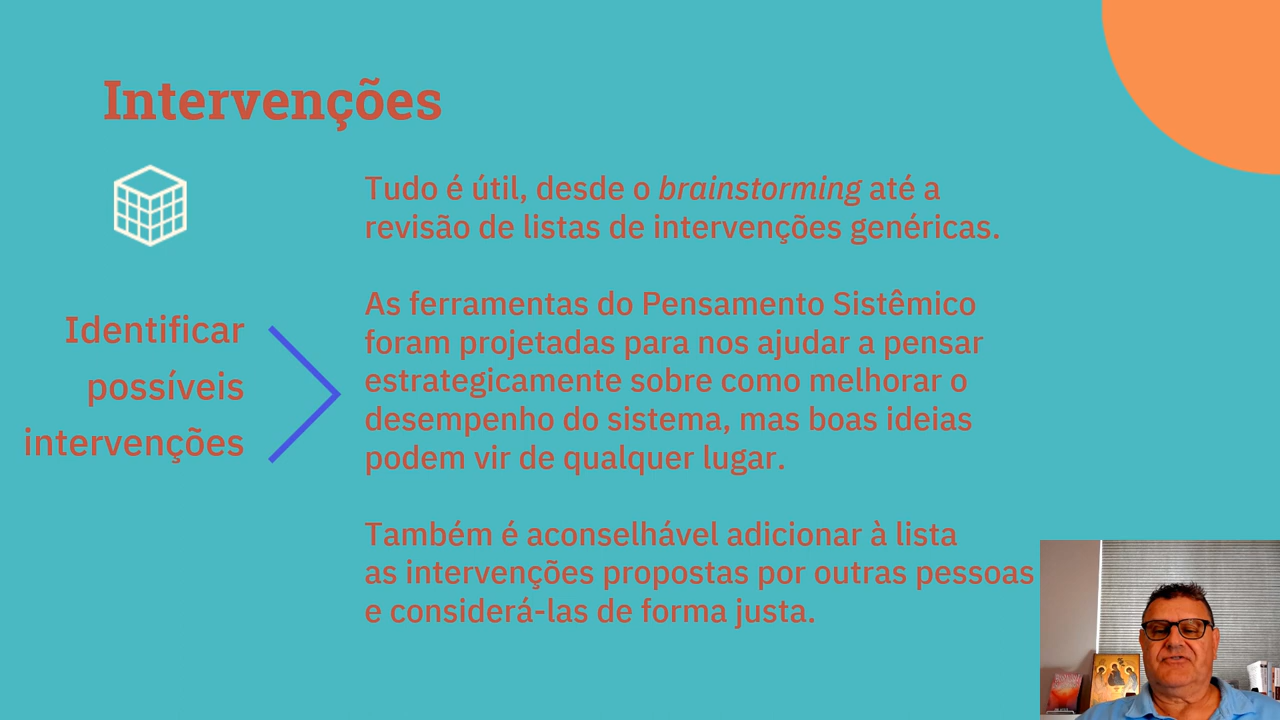 Intervenções
Identificar
possíveis
intervenções
Tudo é útil, desde o brainstorming até a
revisão de listas de intervenções genéricas.
As ferramentas do Pensamento Sistêmico
foram projetadas para nos ajudar a pensar
estrategicamente sobre como melhorar o
desempenho do sistema, mas boas ideias
podem vir de qualquer lugar.
Também é aconselhável adicionar à lista
as intervenções propostas por outras pessoas
e considerá-las de forma justa.